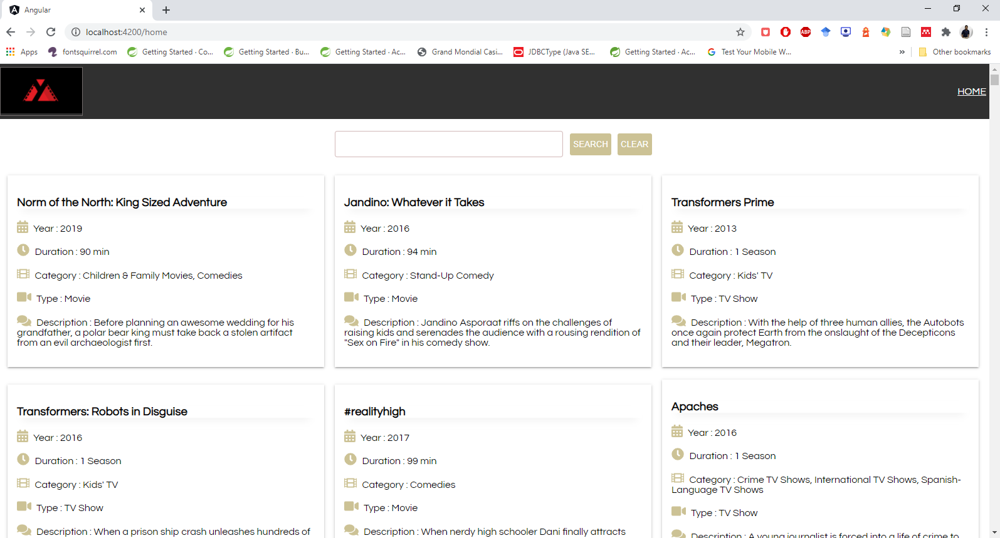 Angular
localhost:4200/home
Apps
fontsquirrel.com
Getting Started · Co...
Getting Started · Bu...
Getting Started · Ac...
Grand Mondial Casi...
JDBCType (Java SE...
Getting Started · Ac...
Test Your Mobile W...
»
Other bookmarks
ABP
HOME
SEARCH
CLEAR
Norm of the North: King Sized Adventure
Year : 2019
Duration : 90 min
Category : Children & Family Movies, Comedies
Type : Movie
Description : Before planning an awesome wedding for his
grandfather, a polar bear king must take back a stolen artifact
from an evil archaeologist first.
Jandino: Whatever it Takes
Year : 2016
Duration : 94 min
Category : Stand-Up Comedy
Type : Movie
Description : Jandino Asporaat riffs on the challenges of
raising kids and serenades the audience with a rousing rendition of
"Sex on Fire" in his comedy show.
Transformers Prime
Year : 2013
Duration : 1 Season
Category : Kids' TV
Type : TV Show
Description : With the help of three human allies, the Autobots
once again protect Earth from the onslaught of the Decepticons
and their leader, Megatron.
Transformers: Robots in Disguise
Year : 2016
Duration : 1 Season
Category : Kids' TV
Type : TV Show
Description : When a prison ship crash unleashes hundreds of
#realityhigh
Year : 2017
Duration : 99 min
Category : Comedies
Type : Movie
Description : When nerdy high schooler Dani finally attracts
Apaches
Year : 2016
Duration : 1 Season
Category : Crime TV Shows, International TV Shows, Spanish-
Language TV Shows
Type : TV Show
Description : A young journalist is forced into a life of crime to